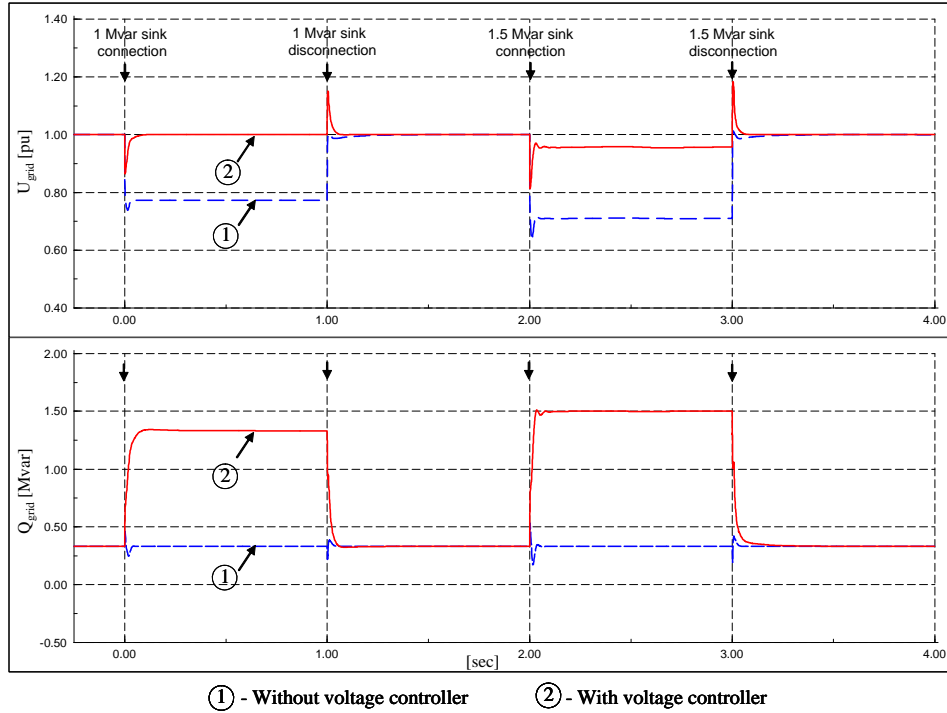 1.40
1 Mvar sink
connection
1 Mvar sink
disconnection
1.5 Mvar sink
connection
1.5 Mvar sink
disconnection
1.20
1.00
0.80
0.60
0.40
U_grid [pu]
2
1
0.00
1.00
2.00
3.00
4.00
2.00
1.50
1.00
0.50
0.00
-0.50
Q_grid [Mvar]
2
1
0.00
1.00
2.00
3.00
4.00
[sec]
1 - Without voltage controller
2 - With voltage controller